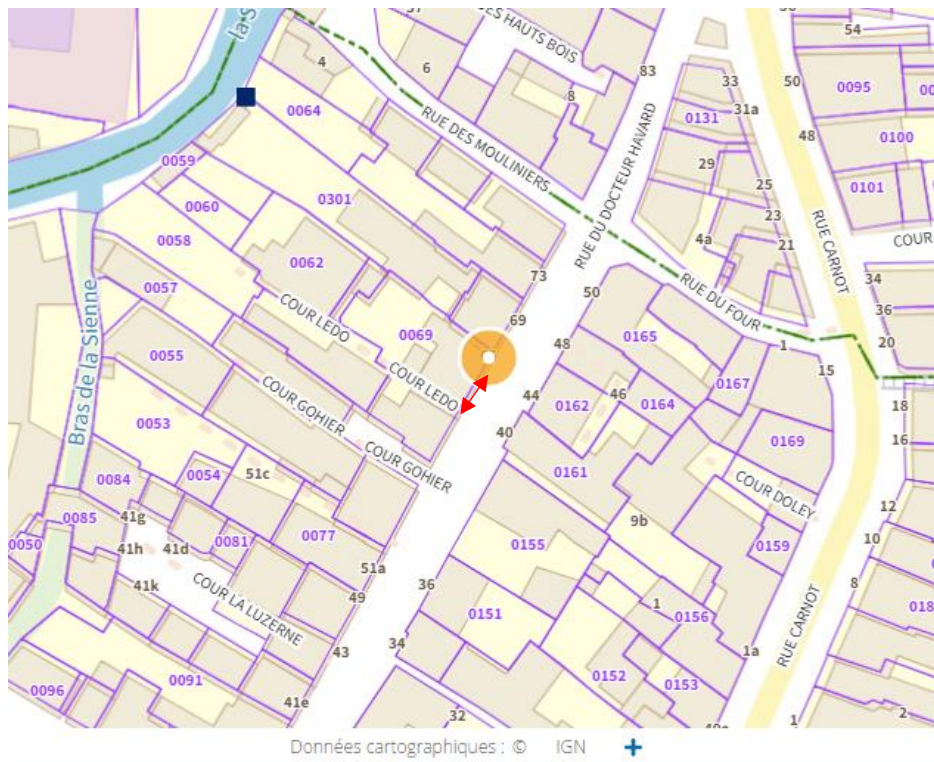 DES HAUTS BOIS
54
50
4
6
83
33
0095
8
31a
0064
0131
RUE DES MOULINIERS
RUE DU DOCTEUR HAVARD
48
0100
0059
29
25
0101
0060
0301
23
0058
4a
21
RUE CARNOT
COUR
0062
73
34
0057
50
RUE DU FOUR
COUR LEDO
69
36
0069
0165
1
20
Bras de la Sienne
0055
48
15
COUR LEDO
0167
COUR GOHIER
44
46
18
0162
0164
0053
40
0169
16
COUR GOHIER
0054
51c
0161
0084
COUR DOLEY
41g
0085
9b
12
0050
41h
41d
0081
0077
0155
0159
10
51a
41k
36
8
COUR LA LUZERNE
49
1
0151
0156
RUE CARNOT
34
43
1a
0091
0152
0153
0096
41e
32
1
2
Données cartographiques : © IGN +